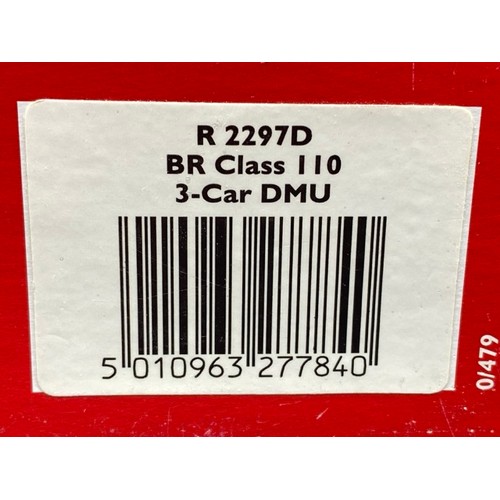 R 2297D
BR Class 110
3-Car DMU
5 010963 277840
0/479